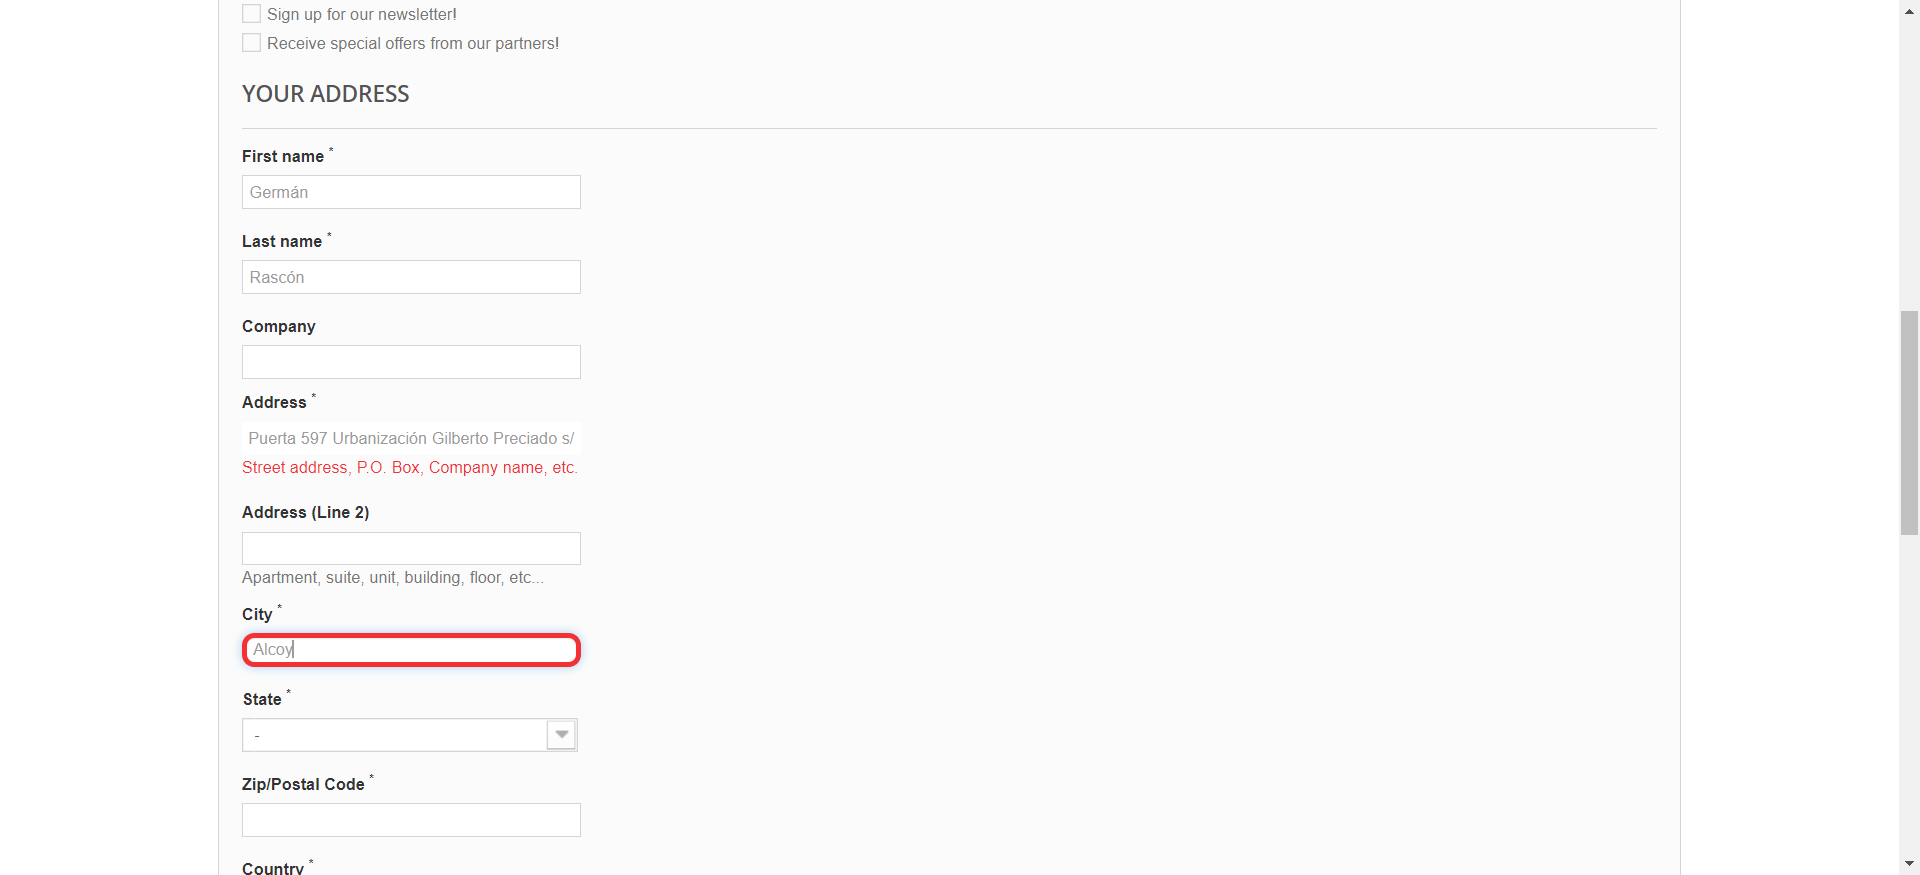 Sign up for our newsletter!
Receive special offers from our partners!
YOUR ADDRESS
First name *
Germán
Last name *
Rascón
Company
Address *
Puerta 597 Urbanización Gilberto Preciado s/
Street address, P.O. Box, Company name, etc.
Address (Line 2)
Apartment, suite, unit, building, floor, etc...
City *
Alcoy
State *
-
Zip/Postal Code *
Country *